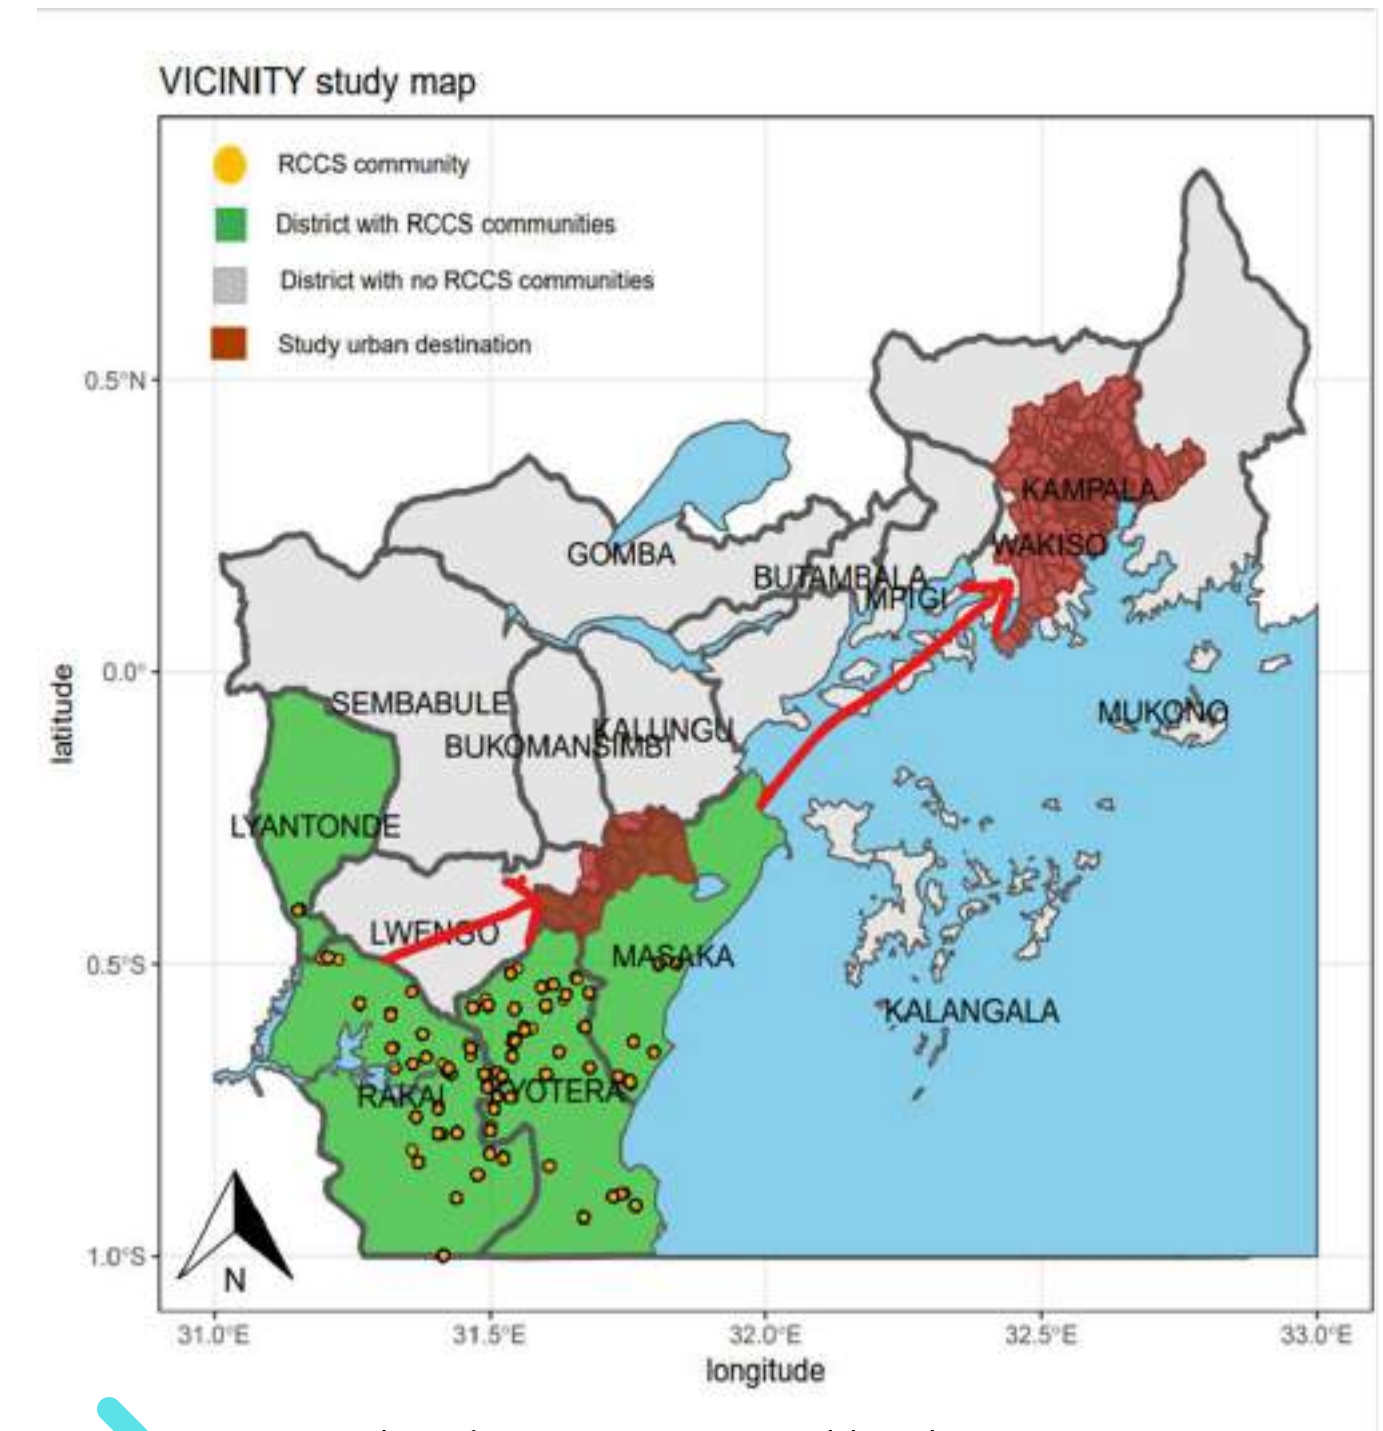 VICINITY study map
RCCS community
District with RCCS communities
District with no RCCS communities
Study urban destination
0.5°N
KAMPALA
WAKISO
GOMBA
BUTAMBALA
MPIGI
latitude
0.0°
SEMBABULE
MUKONO
KALUNGU
BUKOMANSIMBI
LYANTONDE
LWENGO
0.5°S
MASAKA
KALANGALA
RAKAI
KYOTERA
1.0°S
N
31.0°E
31.5°E
32.0°E
32.5°E
33.0°E
longitude